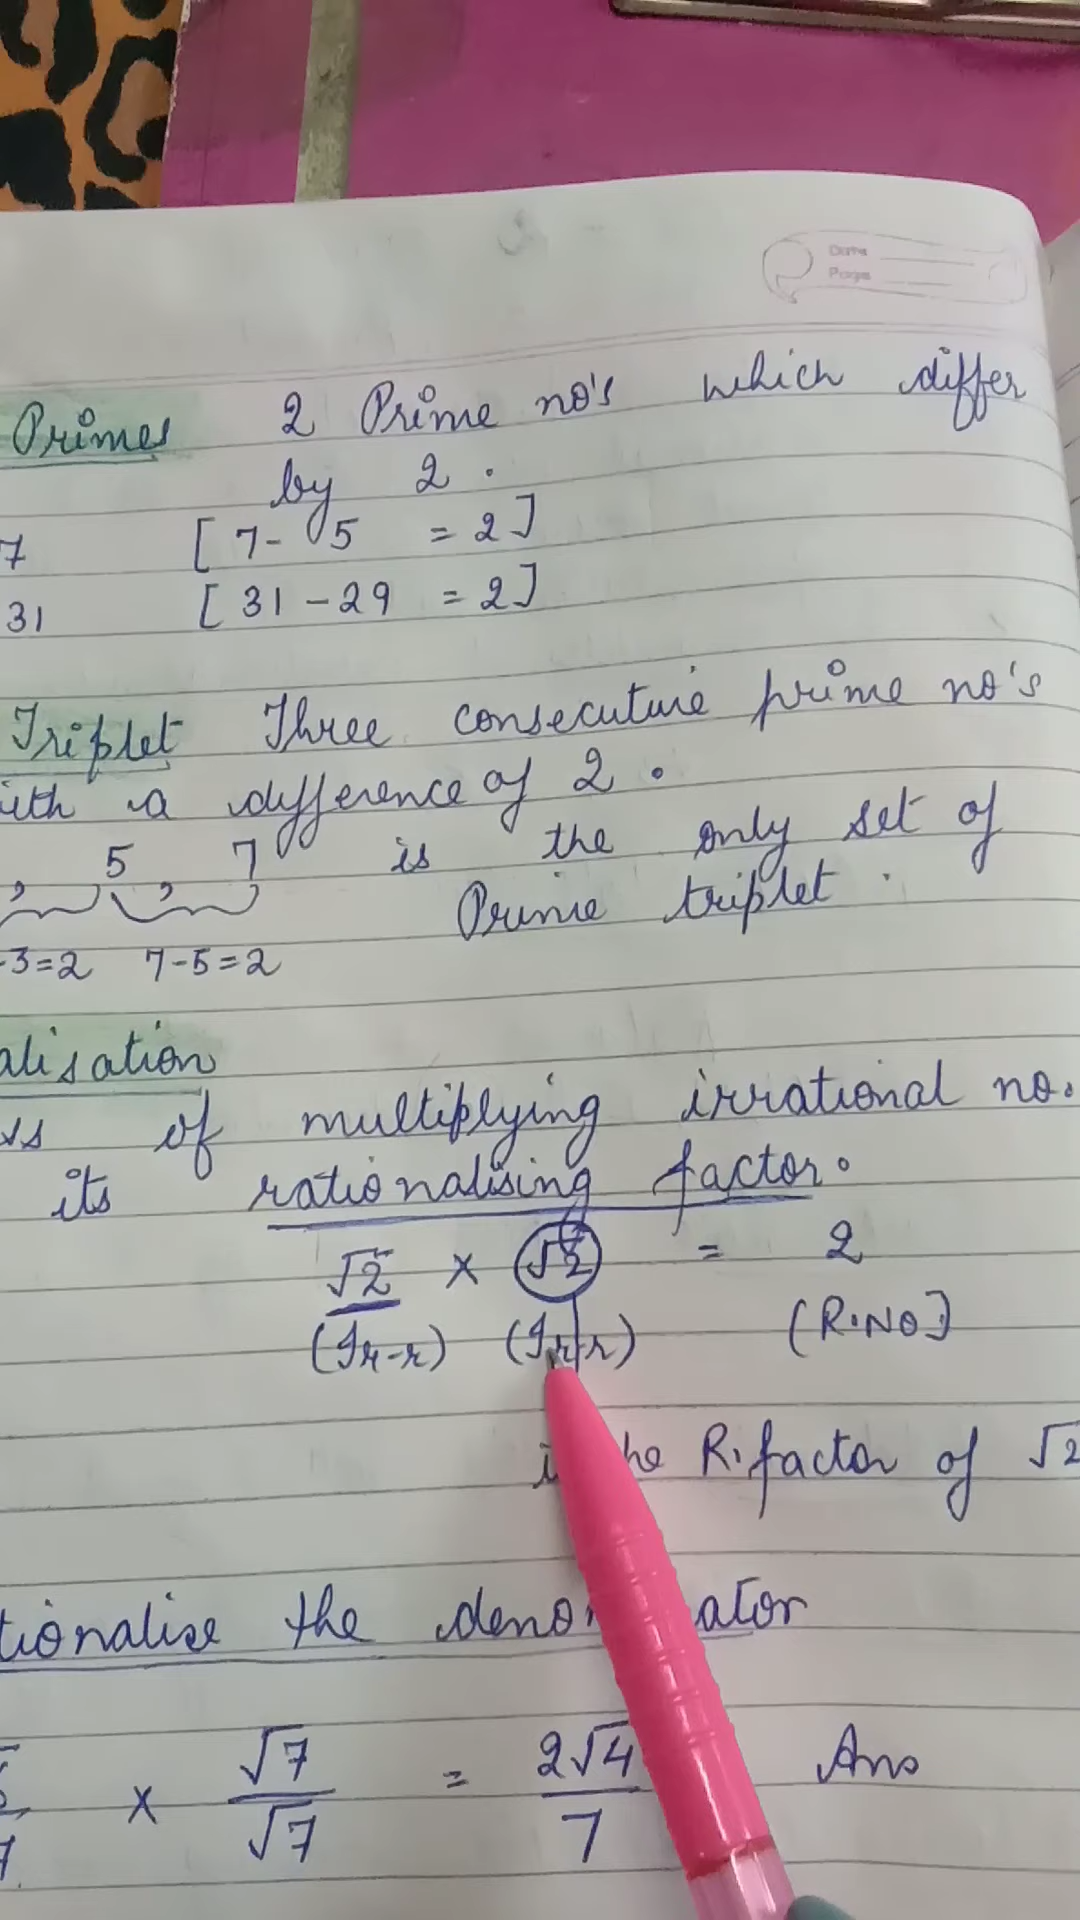 Date
Page
Primes 2 Prime no's which differ
by 2.
7 [7- 5 = 2]
31 [31-29 = 2]
Triplet Three consecutive prime no's
with a difference of 2.
, 5 , 7 is the only set of
Prime triplet.
-3=2 7-5=2
alisation
ss of multiplying irrational no.
its rationalising factor.
√2 × √2 = 2
(Ir-r) (Ir-r) (R.NO]
R. factor of √2
tionalise the
× √7/√7 = 2√4 /7 Ans